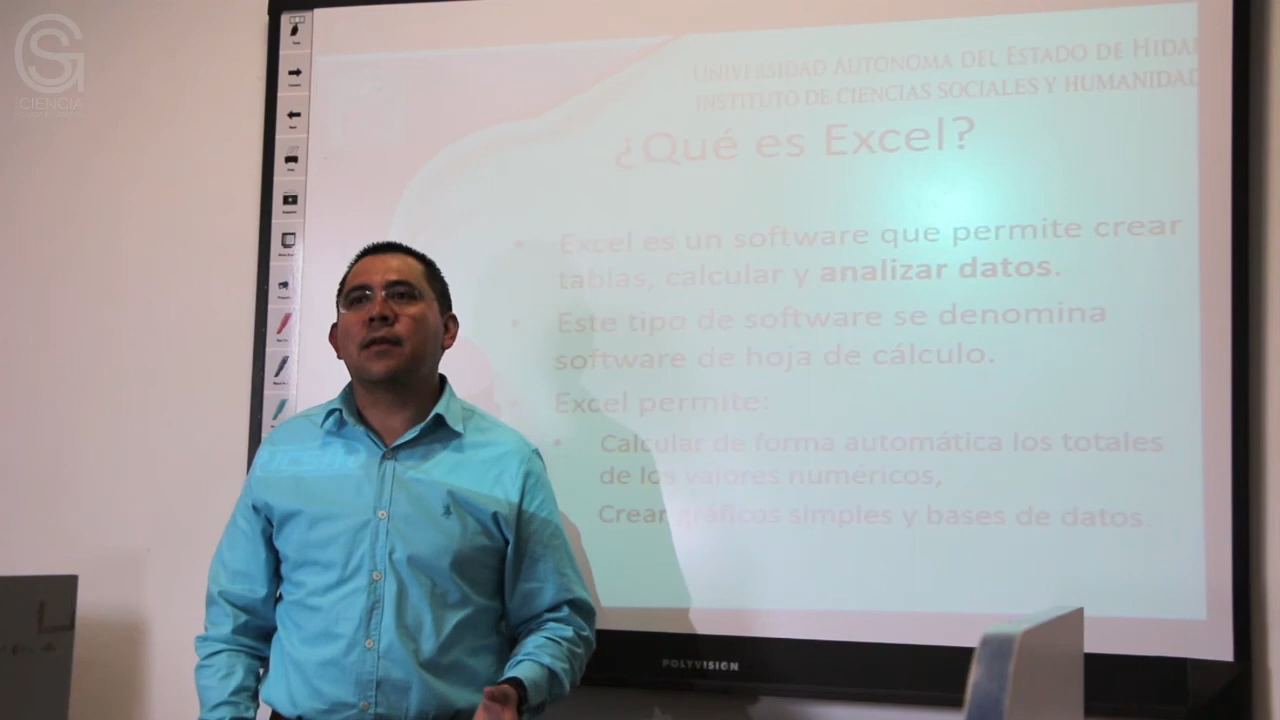 SG
CIENCIA
UNIVERSIDAD AUTÓNOMA DEL ESTADO DE HIDAL
INSTITUTO DE CIENCIAS SOCIALES Y HUMANIDAD
¿Qué es Excel?
• Excel es un software que permite crear
tablas, calcular y analizar datos.
• Este tipo de software se denomina
software de hoja de cálculo.
• Excel permite:
• Calcular de forma automática los totales
de los valores numéricos,
Crear gráficos simples y bases de datos.
POLYVISION